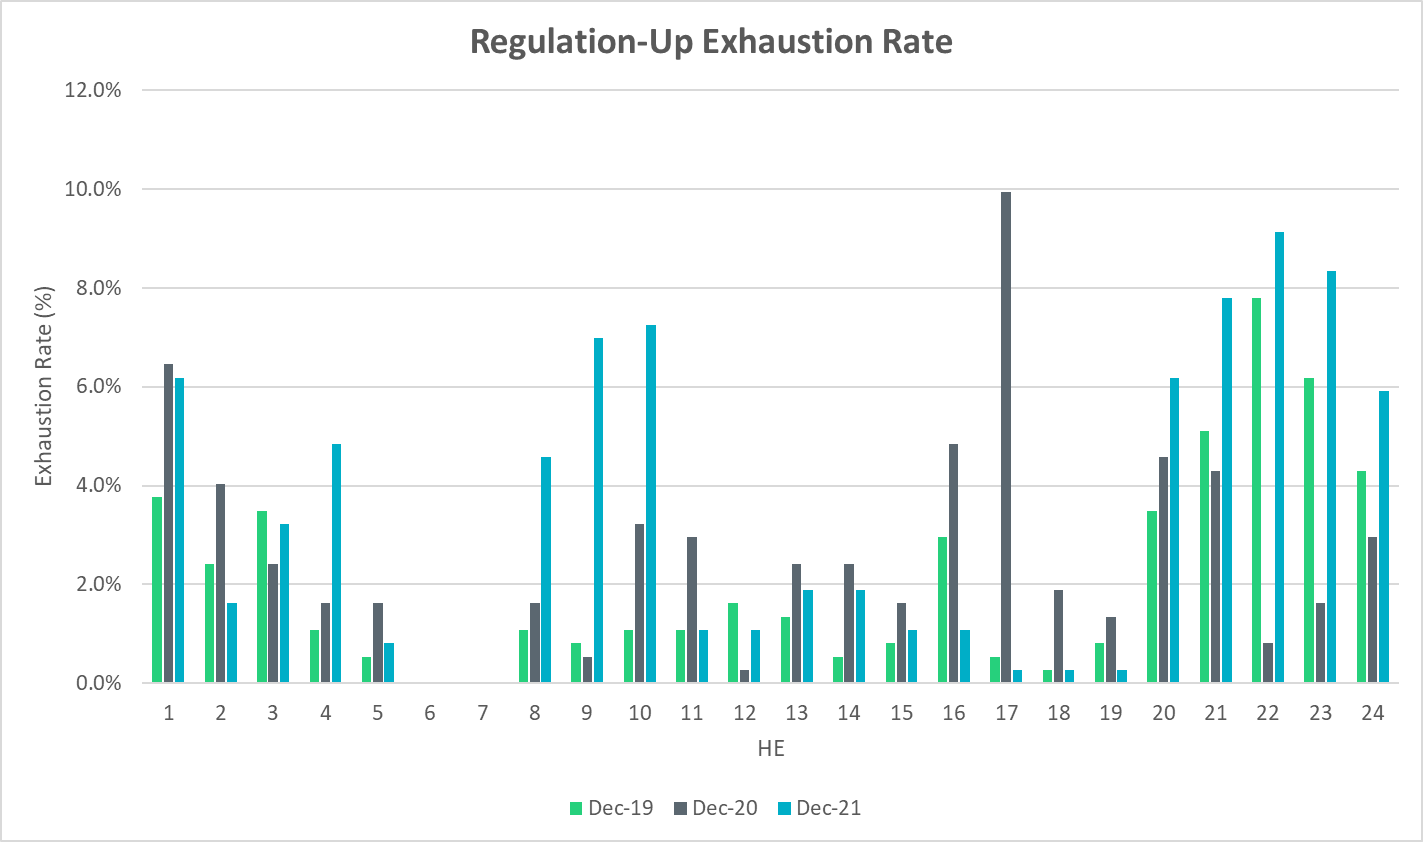 Regulation-Up Exhaustion Rate
12.0%
10.0%
8.0%
6.0%
4.0%
2.0%
0.0%
Exhaustion Rate (%)
1 2 3 4 5 6 7 8 9 10 11 12 13 14 15 16 17 18 19 20 21 22 23 24
HE
Dec-19 Dec-20 Dec-21